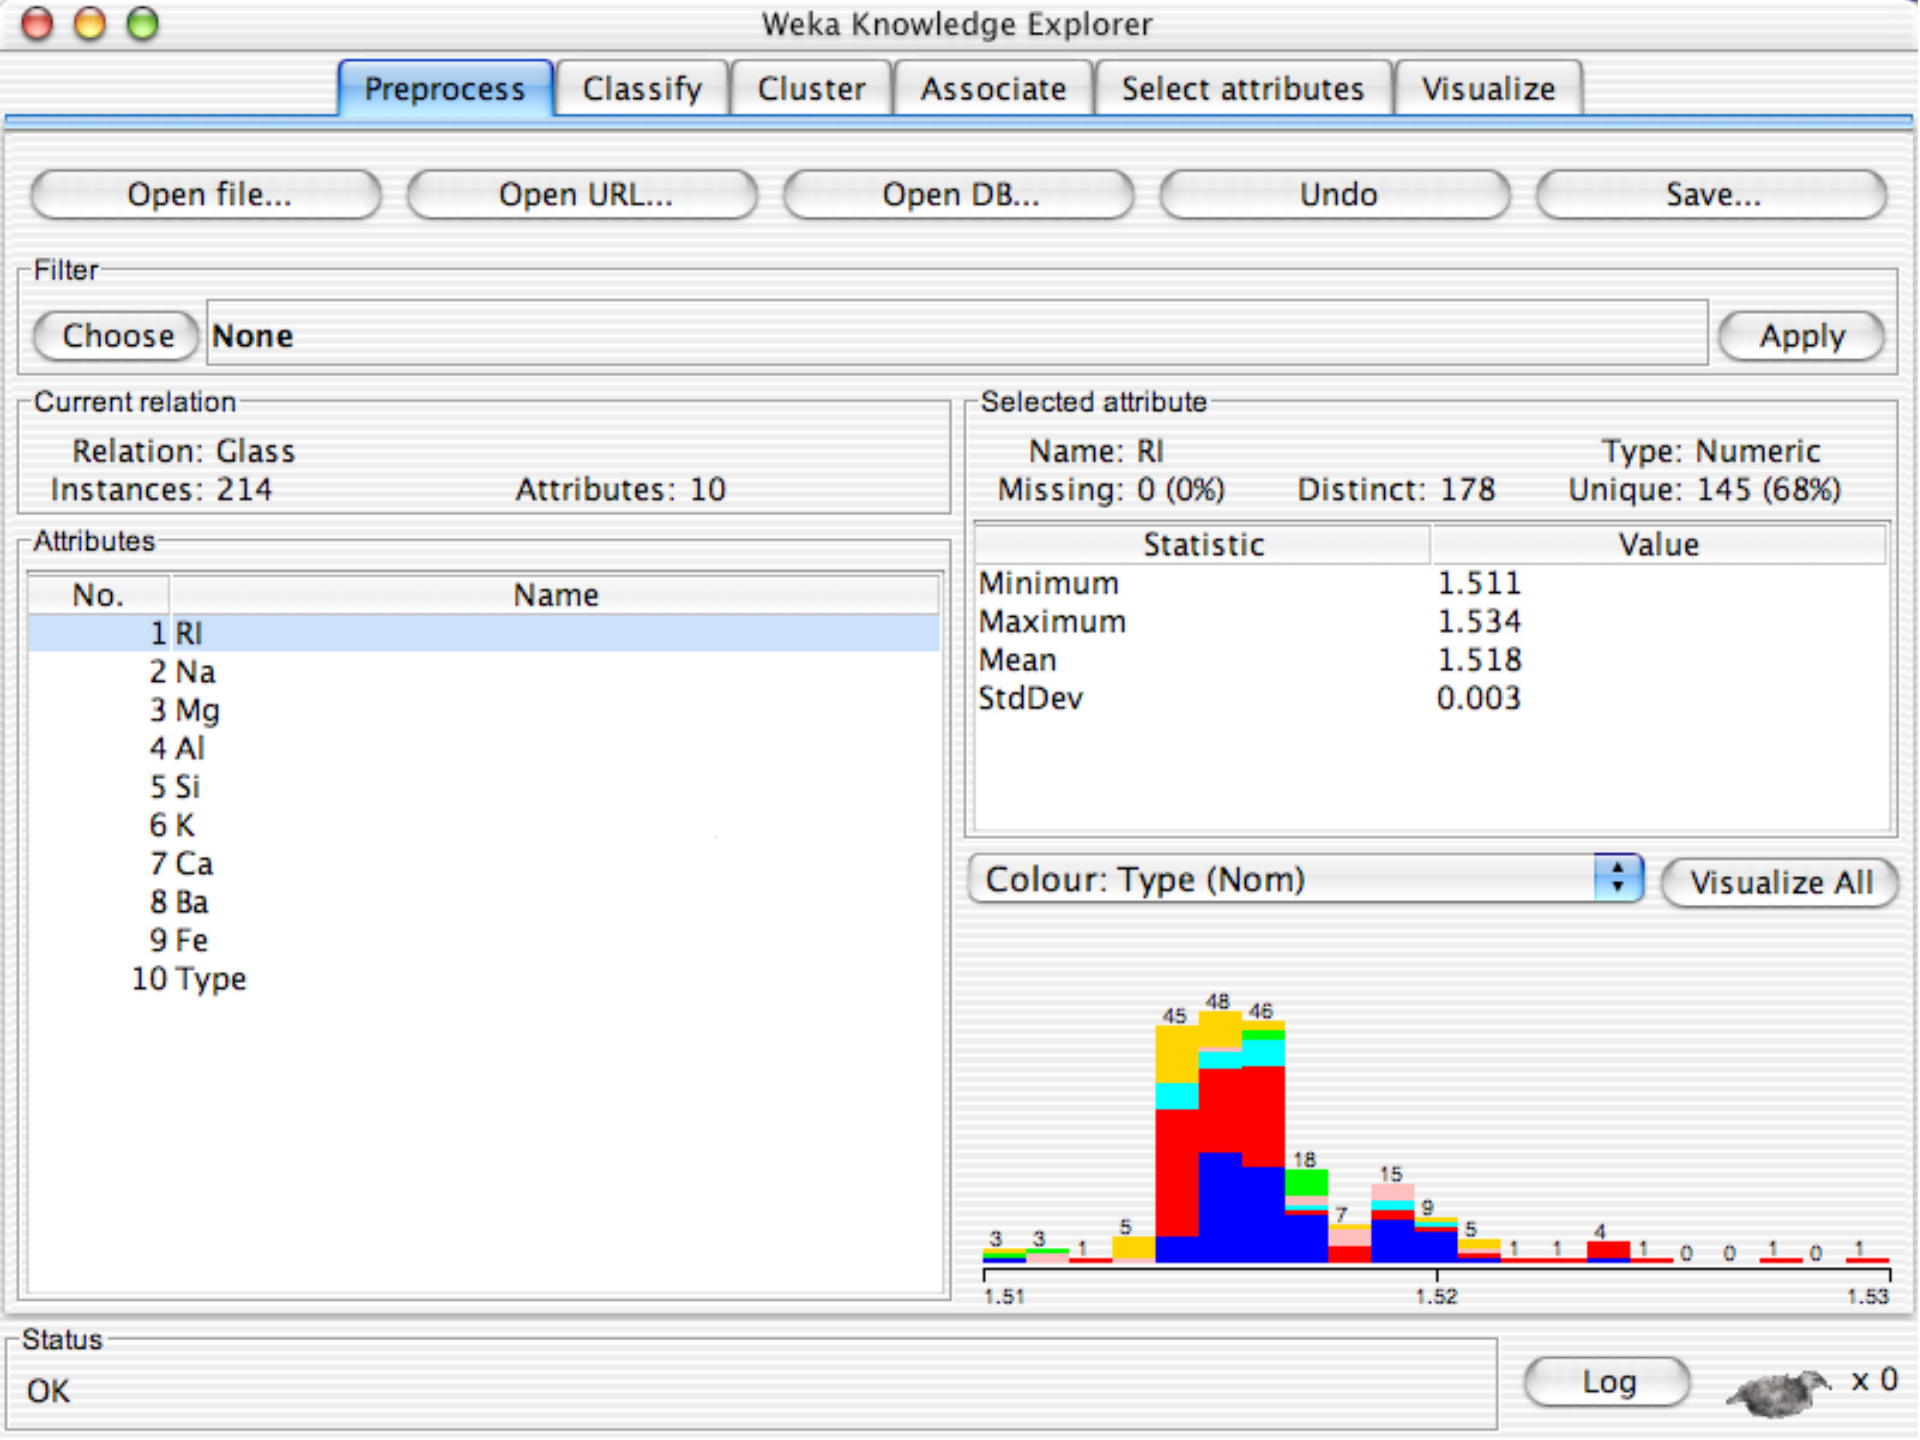 Weka Knowledge Explorer
Preprocess Classify Cluster Associate Select attributes Visualize
Open file... Open URL... Open DB... Undo Save...
Filter
Choose None Apply
Current relation
Relation: Glass
Instances: 214 Attributes: 10
Attributes
No. Name
1 RI
2 Na
3 Mg
4 Al
5 Si
6 K
7 Ca
8 Ba
9 Fe
10 Type
Selected attribute
Name: RI Type: Numeric
Missing: 0 (0%) Distinct: 178 Unique: 145 (68%)
Statistic Value
Minimum 1.511
Maximum 1.534
Mean 1.518
StdDev 0.003
Colour: Type (Nom) Visualize All
3 3 1 5 45 48 46 18 7 15 9 5 1 1 4 1 0 0 1 0 1
1.51 1.52 1.53
Status
OK
Log x 0